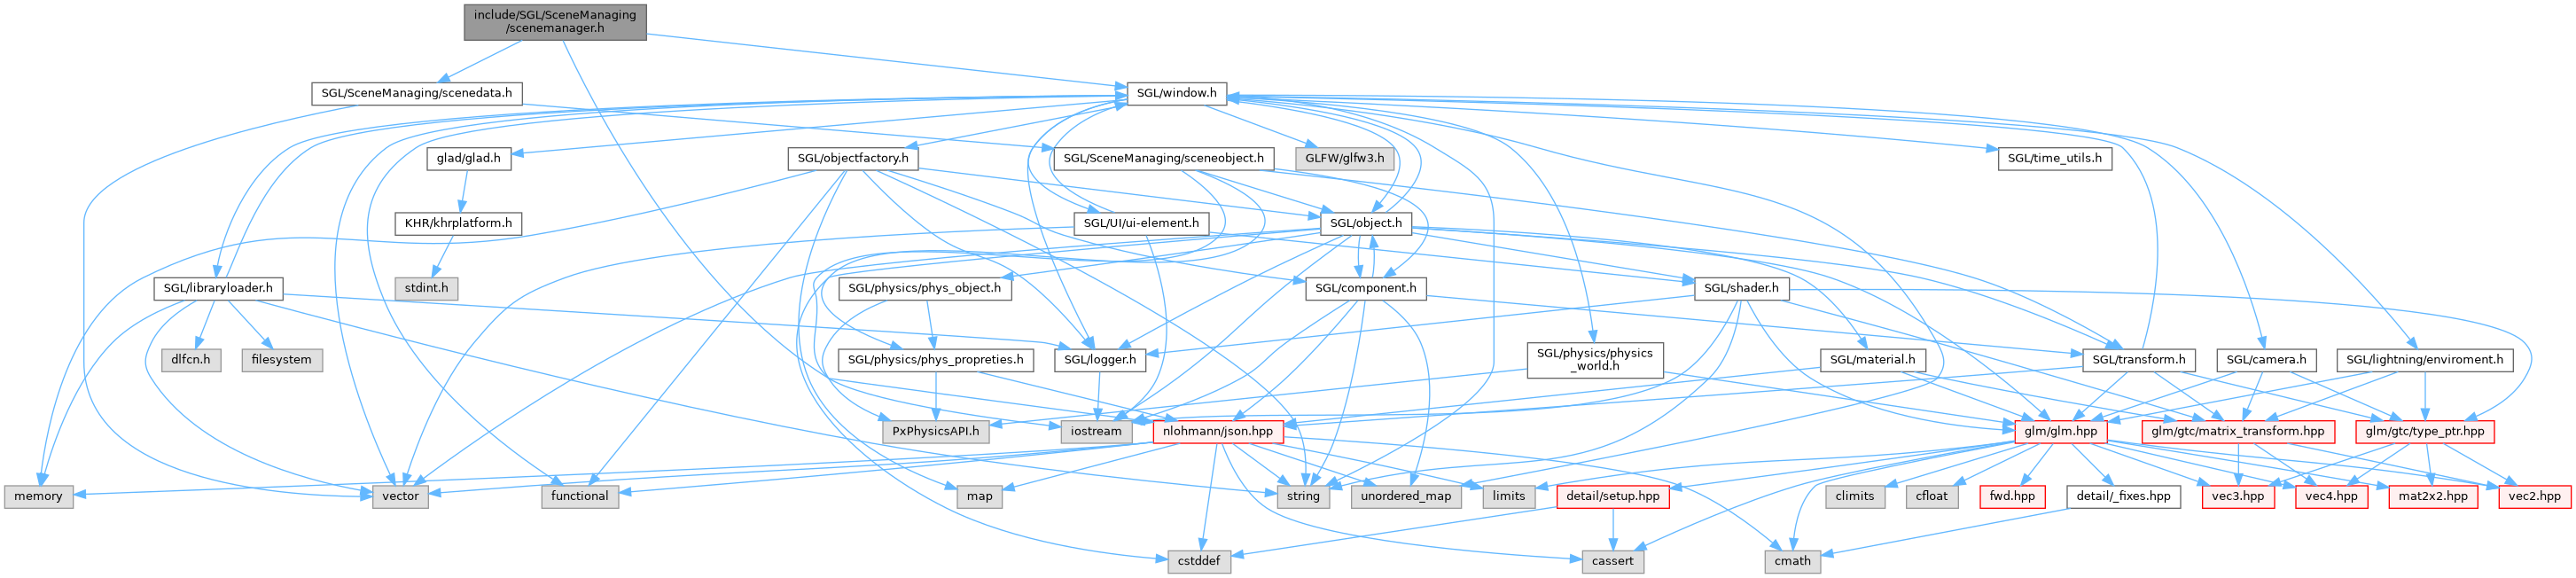 include/SGL/SceneManaging
/scenemanager.h
SGL/SceneManaging/scenedata.h
SGL/window.h
glad/glad.h
SGL/objectfactory.h
SGL/SceneManaging/sceneobject.h
GLFW/glfw3.h
SGL/time_utils.h
KHR/khrplatform.h
SGL/UI/ui-element.h
SGL/object.h
SGL/libraryloader.h
stdint.h
SGL/physics/phys_object.h
SGL/component.h
SGL/shader.h
dlfcn.h
filesystem
SGL/physics/phys_propreties.h
SGL/logger.h
SGL/physics/physics
_world.h
SGL/material.h
SGL/transform.h
SGL/camera.h
SGL/lightning/enviroment.h
PxPhysicsAPI.h
iostream
nlohmann/json.hpp
glm/glm.hpp
glm/gtc/matrix_transform.hpp
glm/gtc/type_ptr.hpp
memory
vector
functional
map
string
unordered_map
limits
detail/setup.hpp
climits
cfloat
fwd.hpp
detail/_fixes.hpp
vec3.hpp
vec4.hpp
mat2x2.hpp
vec2.hpp
cstddef
cassert
cmath